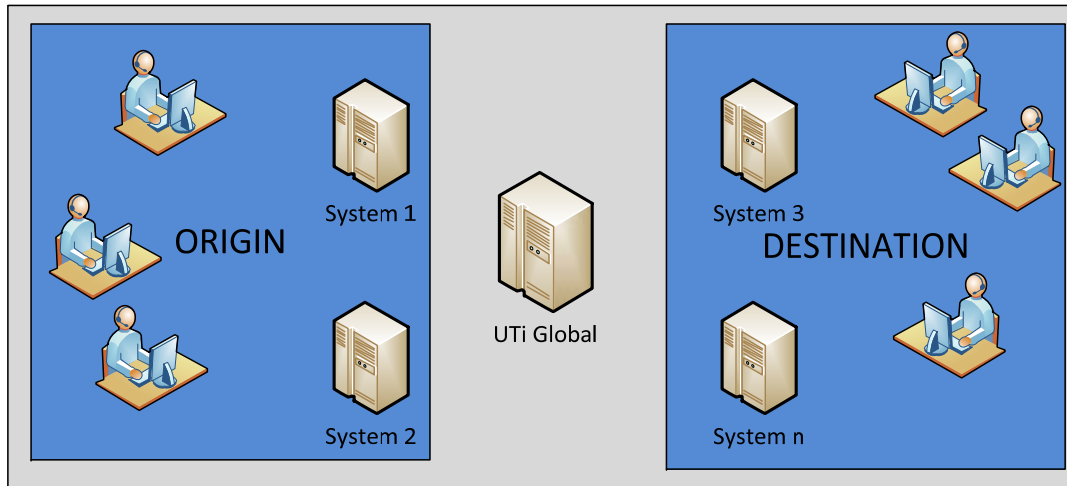 System 1
ORIGIN
System 2
UTi Global
System 3
DESTINATION
System n